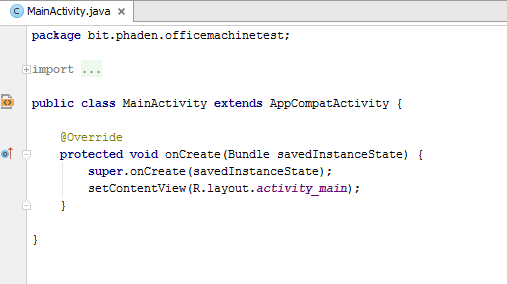 MainActivity.java
package bit.phaden.officemachinetest;
import ...
public class MainActivity extends AppCompatActivity {
@Override
protected void onCreate(Bundle savedInstanceState) {
super.onCreate(savedInstanceState);
setContentView(R.layout.activity_main);
}
}